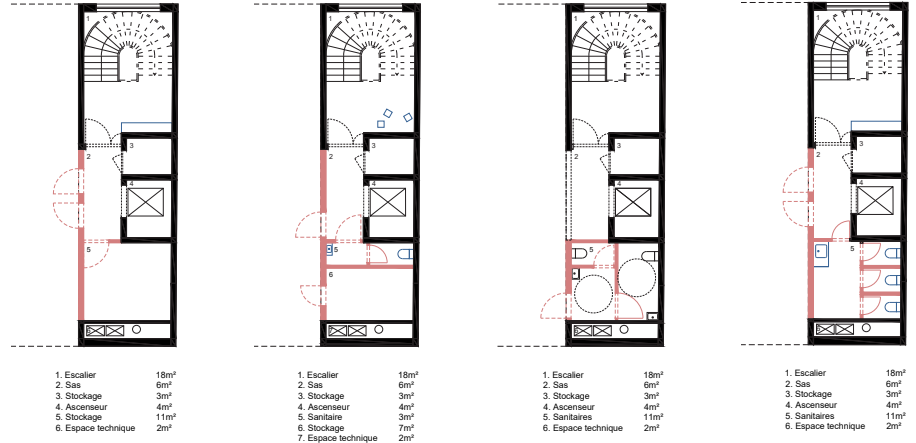 1
2
3
4
5
1
2
3
4
5
6
1
2
3
4
5
1
2
3
4
5
1. Escalier 18m²
2. Sas 6m²
3. Stockage 3m²
4. Ascenseur 4m²
5. Stockage 11m²
6. Espace technique 2m²
1. Escalier 18m²
2. Sas 6m²
3. Stockage 3m²
4. Ascenseur 4m²
5. Sanitaire 3m²
6. Stockage 7m²
7. Espace technique 2m²
1. Escalier 18m²
2. Sas 6m²
3. Stockage 3m²
4. Ascenseur 4m²
5. Sanitaires 11m²
6. Espace technique 2m²
1. Escalier 18m²
2. Sas 6m²
3. Stockage 3m²
4. Ascenseur 4m²
5. Sanitaires 11m²
6. Espace technique 2m²